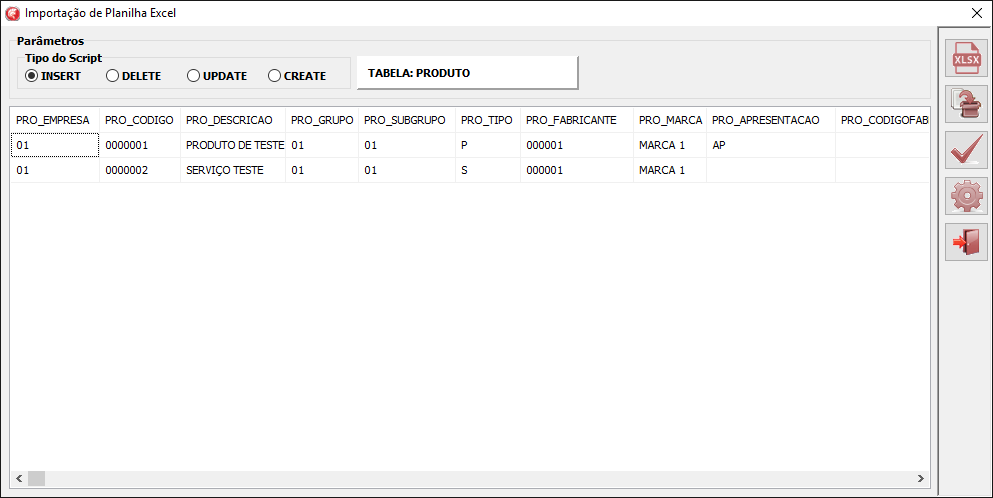 Importação de Planilha Excel
Parâmetros
Tipo do Script
INSERT DELETE UPDATE CREATE TABELA: PRODUTO
XLSX
PRO_EMPRESA PRO_CODIGO PRO_DESCRICAO PRO_GRUPO PRO_SUBGRUPO PRO_TIPO PRO_FABRICANTE PRO_MARCA PRO_APRESENTACAO PRO_CODIGOFAB
01 0000001 PRODUTO DE TESTE 01 01 P 000001 MARCA 1 AP
01 0000002 SERVIÇO TESTE 01 01 S 000001 MARCA 1